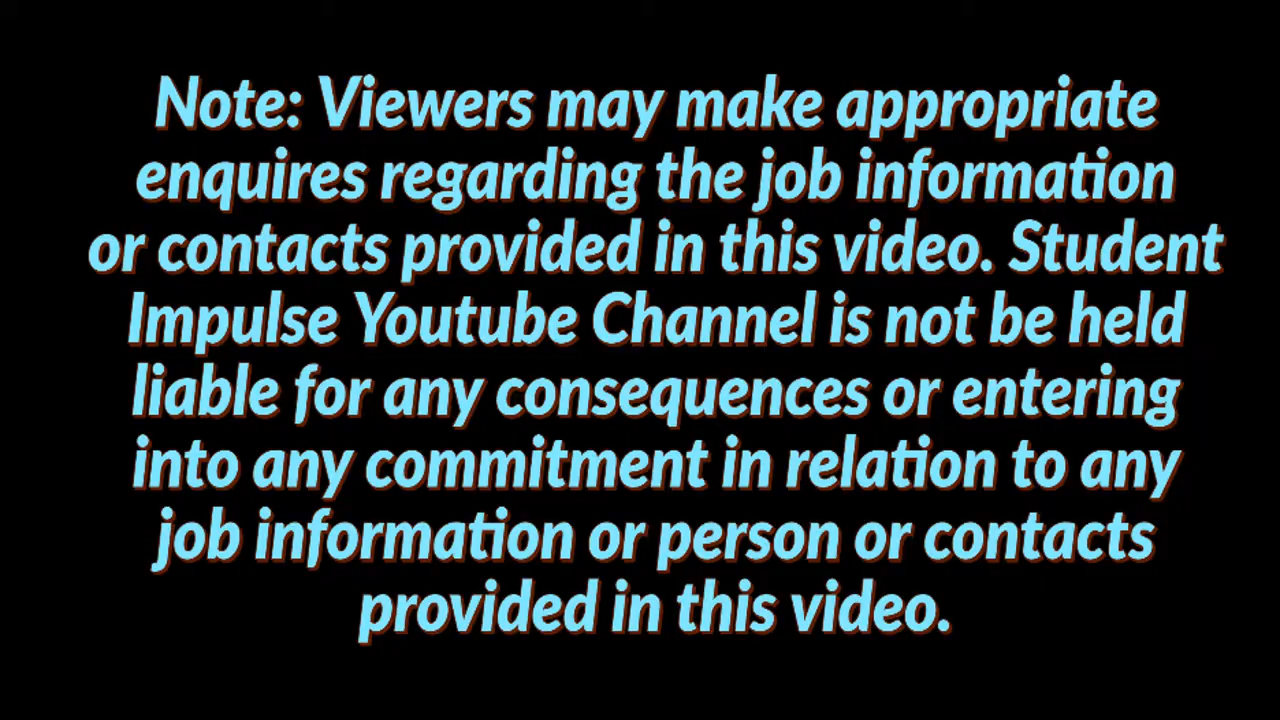 Note: Viewers may make appropriate
enquires regarding the job information
or contacts provided in this video. Student
Impulse Youtube Channel is not be held
liable for any consequences or entering
into any commitment in relation to any
job information or person or contacts
provided in this video.